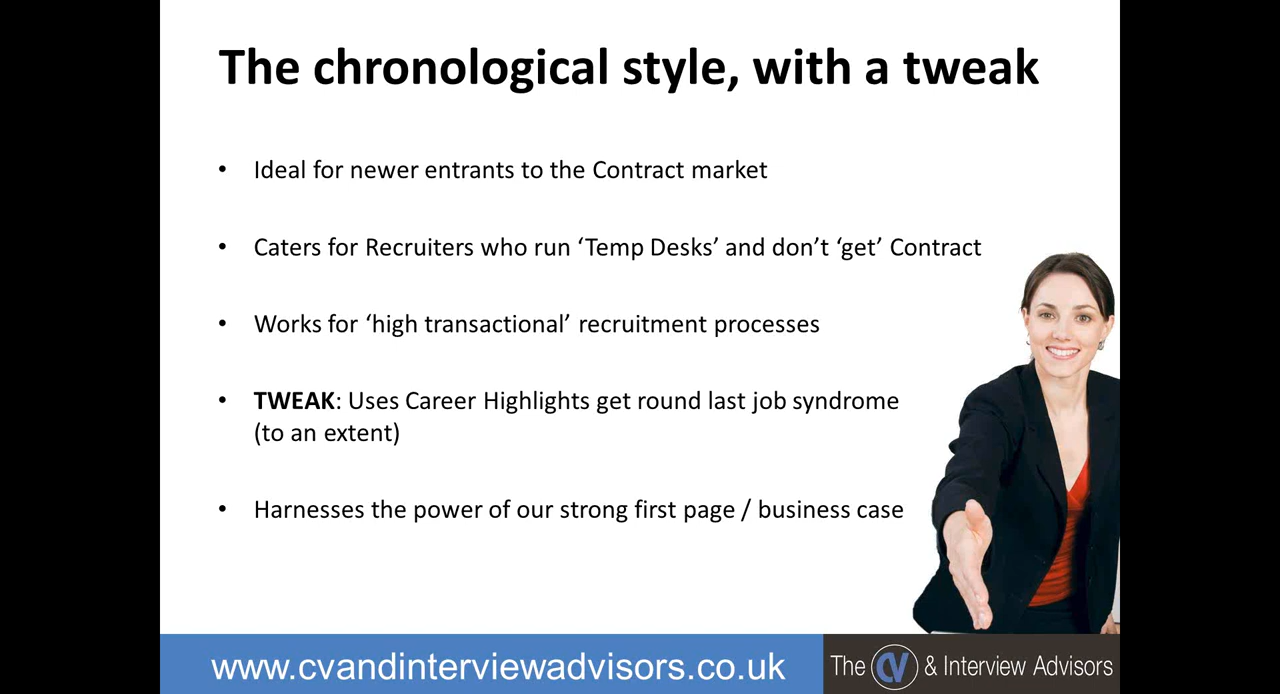 The chronological style, with a tweak
• Ideal for newer entrants to the Contract market
• Caters for Recruiters who run ‘Temp Desks’ and don’t ‘get’ Contract
• Works for ‘high transactional’ recruitment processes
• TWEAK: Uses Career Highlights get round last job syndrome
(to an extent)
• Harnesses the power of our strong first page / business case
www.cvandinterviewadvisors.co.uk
The CV & Interview Advisors